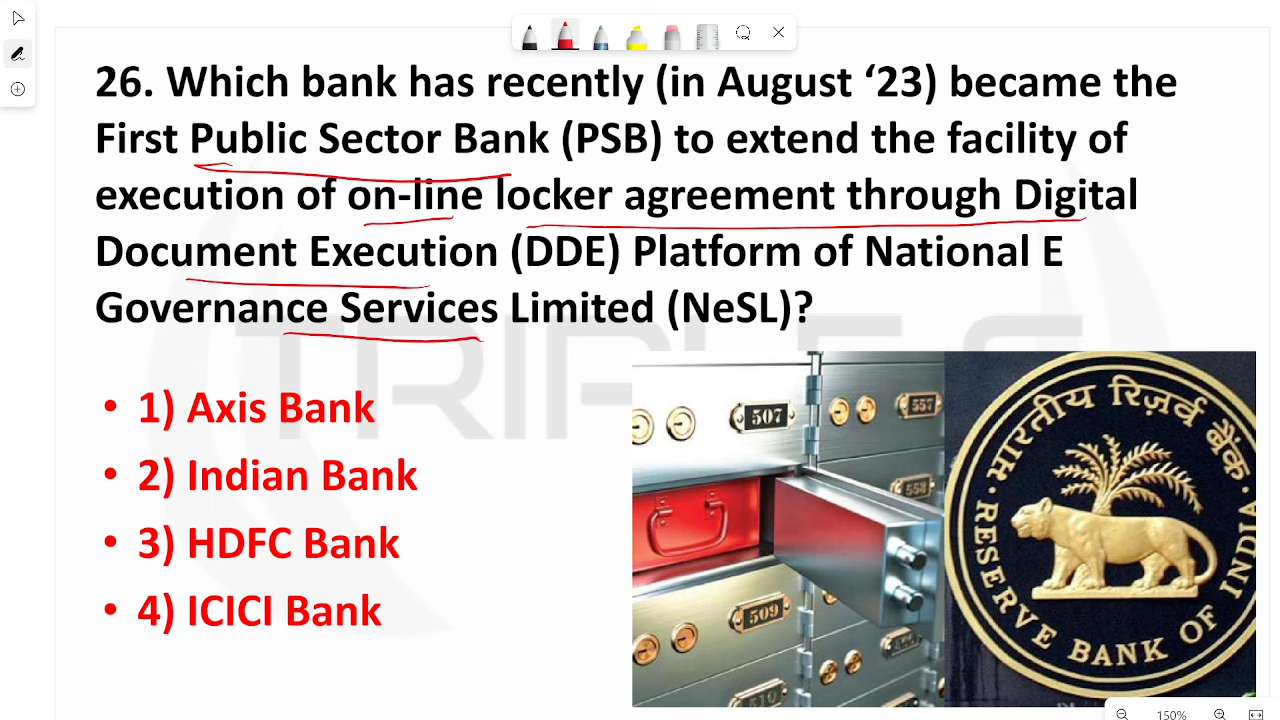 26. Which bank has recently (in August ‘23) became the
First Public Sector Bank (PSB) to extend the facility of
execution of on-line locker agreement through Digital
Document Execution (DDE) Platform of National E
Governance Services Limited (NeSL)?
• 1) Axis Bank
• 2) Indian Bank
• 3) HDFC Bank
• 4) ICICI Bank
507
557
558
509
भारतीय रिज़र्व बैंक
RESERVE BANK OF INDIA
150%